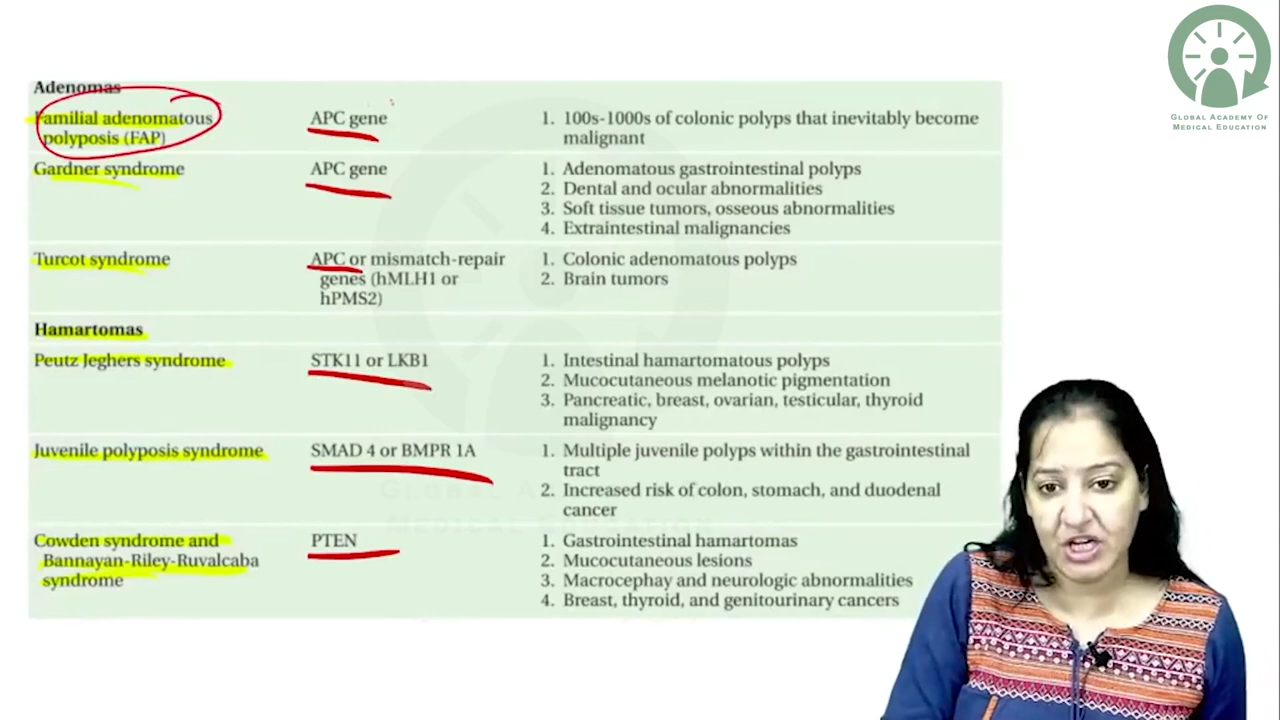 GLOBAL ACADEMY OF
MEDICAL EDUCATION
Adenomas
Familial adenomatous
polyposis (FAP)
APC gene
1. 100s-1000s of colonic polyps that inevitably become
malignant
Gardner syndrome
APC gene
1. Adenomatous gastrointestinal polyps
2. Dental and ocular abnormalities
3. Soft tissue tumors, osseous abnormalities
4. Extraintestinal malignancies
Turcot syndrome
APC or mismatch-repair
genes (hMLH1 or
hPMS2)
1. Colonic adenomatous polyps
2. Brain tumors
Hamartomas
Peutz Jeghers syndrome
STK11 or LKB1
1. Intestinal hamartomatous polyps
2. Mucocutaneous melanotic pigmentation
3. Pancreatic, breast, ovarian, testicular, thyroid
malignancy
Juvenile polyposis syndrome
SMAD 4 or BMPR 1A
1. Multiple juvenile polyps within the gastrointestinal
tract
2. Increased risk of colon, stomach, and duodenal
cancer
Cowden syndrome and
Bannayan-Riley-Ruvalcaba
syndrome
PTEN
1. Gastrointestinal hamartomas
2. Mucocutaneous lesions
3. Macrocephay and neurologic abnormalities
4. Breast, thyroid, and genitourinary cancers